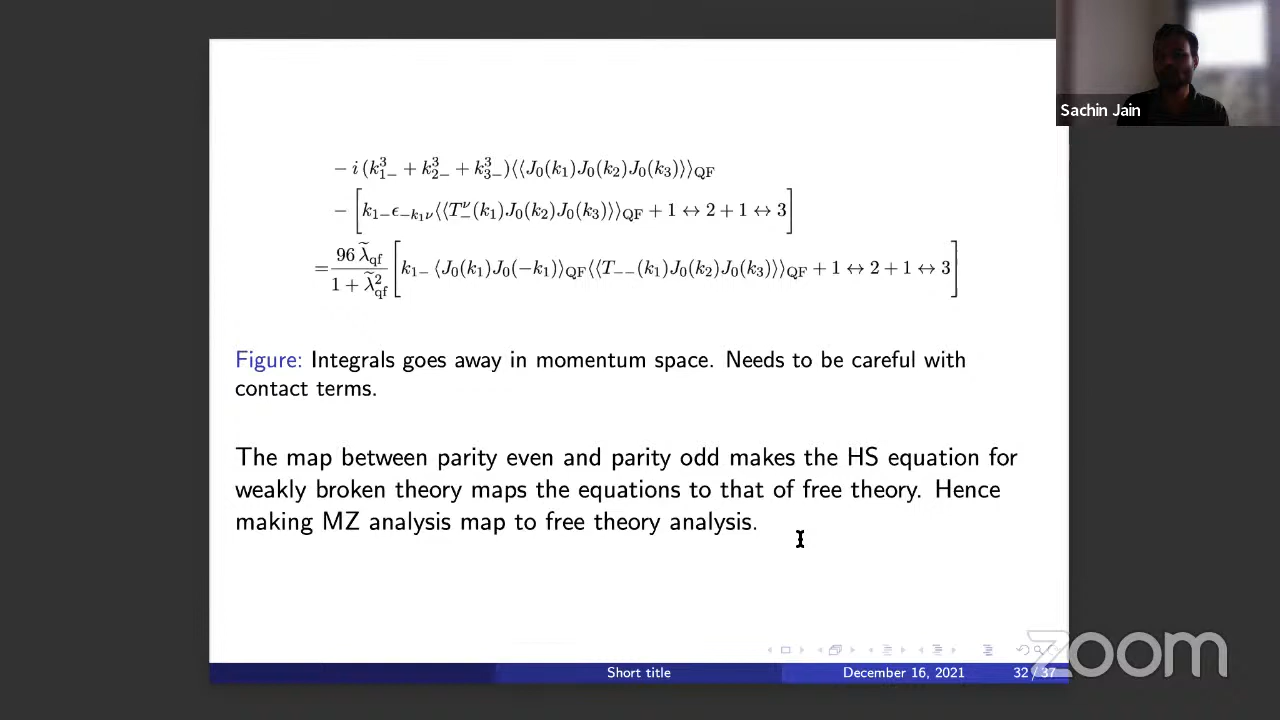 Sachin Jain
− i (k³₁₋ + k³₂₋ + k³₃₋)⟨⟨J₀(k₁)J₀(k₂)J₀(k₃)⟩⟩_QF
− [k₁₋ϵ₋ₖ₁ν⟨⟨T^ν_−(k₁)J₀(k₂)J₀(k₃)⟩⟩_QF + 1 ↔ 2 + 1 ↔ 3]
= 96 λ̃_qf / 1 + λ̃²_qf [k₁₋ ⟨J₀(k₁)J₀(−k₁)⟩_QF⟨⟨T₋₋(k₁)J₀(k₂)J₀(k₃)⟩⟩_QF + 1 ↔ 2 + 1 ↔ 3]
Figure: Integrals goes away in momentum space. Needs to be careful with
contact terms.
The map between parity even and parity odd makes the HS equation for
weakly broken theory maps the equations to that of free theory. Hence
making MZ analysis map to free theory analysis.
Short title December 16, 2021 32 / 37
zoom